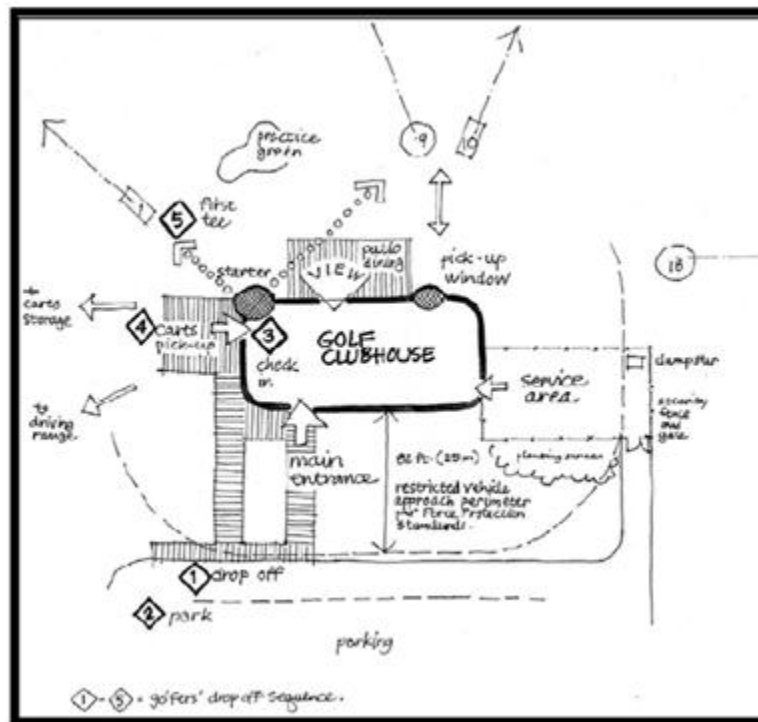 practice
green
9
10
1
5
first
tee
starter
VIEW
patio
dining
pick-up
window
18
to
carts
storage
4
carts
pick-up
3
check
in
GOLF
CLUBHOUSE
service
area
dumpster
security
fence
and
gate
to
driving
range
main
entrance
82 ft. (25m)
restricted vehicle
approach perimeter
per Force Protection
Standards.
planting screen
1
drop off
2
park
parking
1 - 5 = golfers' drop off sequence.